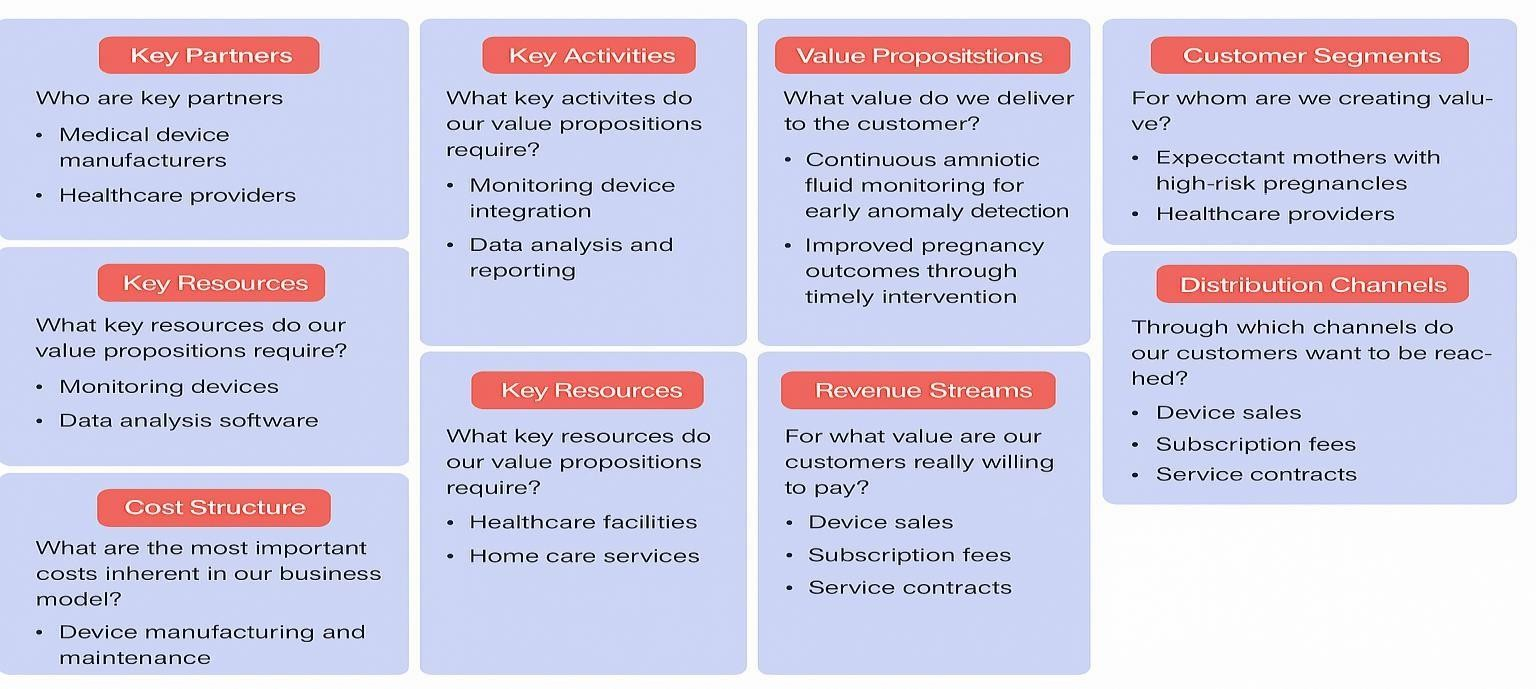 Key Partners
Who are key partners
• Medical device
manufacturers
• Healthcare providers
Key Resources
What key resources do our
value propositions require?
• Monitoring devices
• Data analysis software
Cost Structure
What are the most important
costs inherent in our business
model?
• Device manufacturing and
maintenance
Key Activities
What key activites do
our value propositions
require?
• Monitoring device
integration
• Data analysis and
reporting
Key Resources
What key resources do
our value propositions
require?
• Healthcare facilities
• Home care services
Value Propositstions
What value do we deliver
to the customer?
• Continuous amniotic
fluid monitoring for
early anomaly detection
• Improved pregnancy
outcomes through
timely intervention
Revenue Streams
For what value are our
customers really willing
to pay?
• Device sales
• Subscription fees
• Service contracts
Customer Segments
For whom are we creating valu-
ve?
• Expecctant mothers with
high-risk pregnancles
• Healthcare providers
Distribution Channels
Through which channels do
our customers want to be reac-
hed?
• Device sales
• Subscription fees
• Service contracts